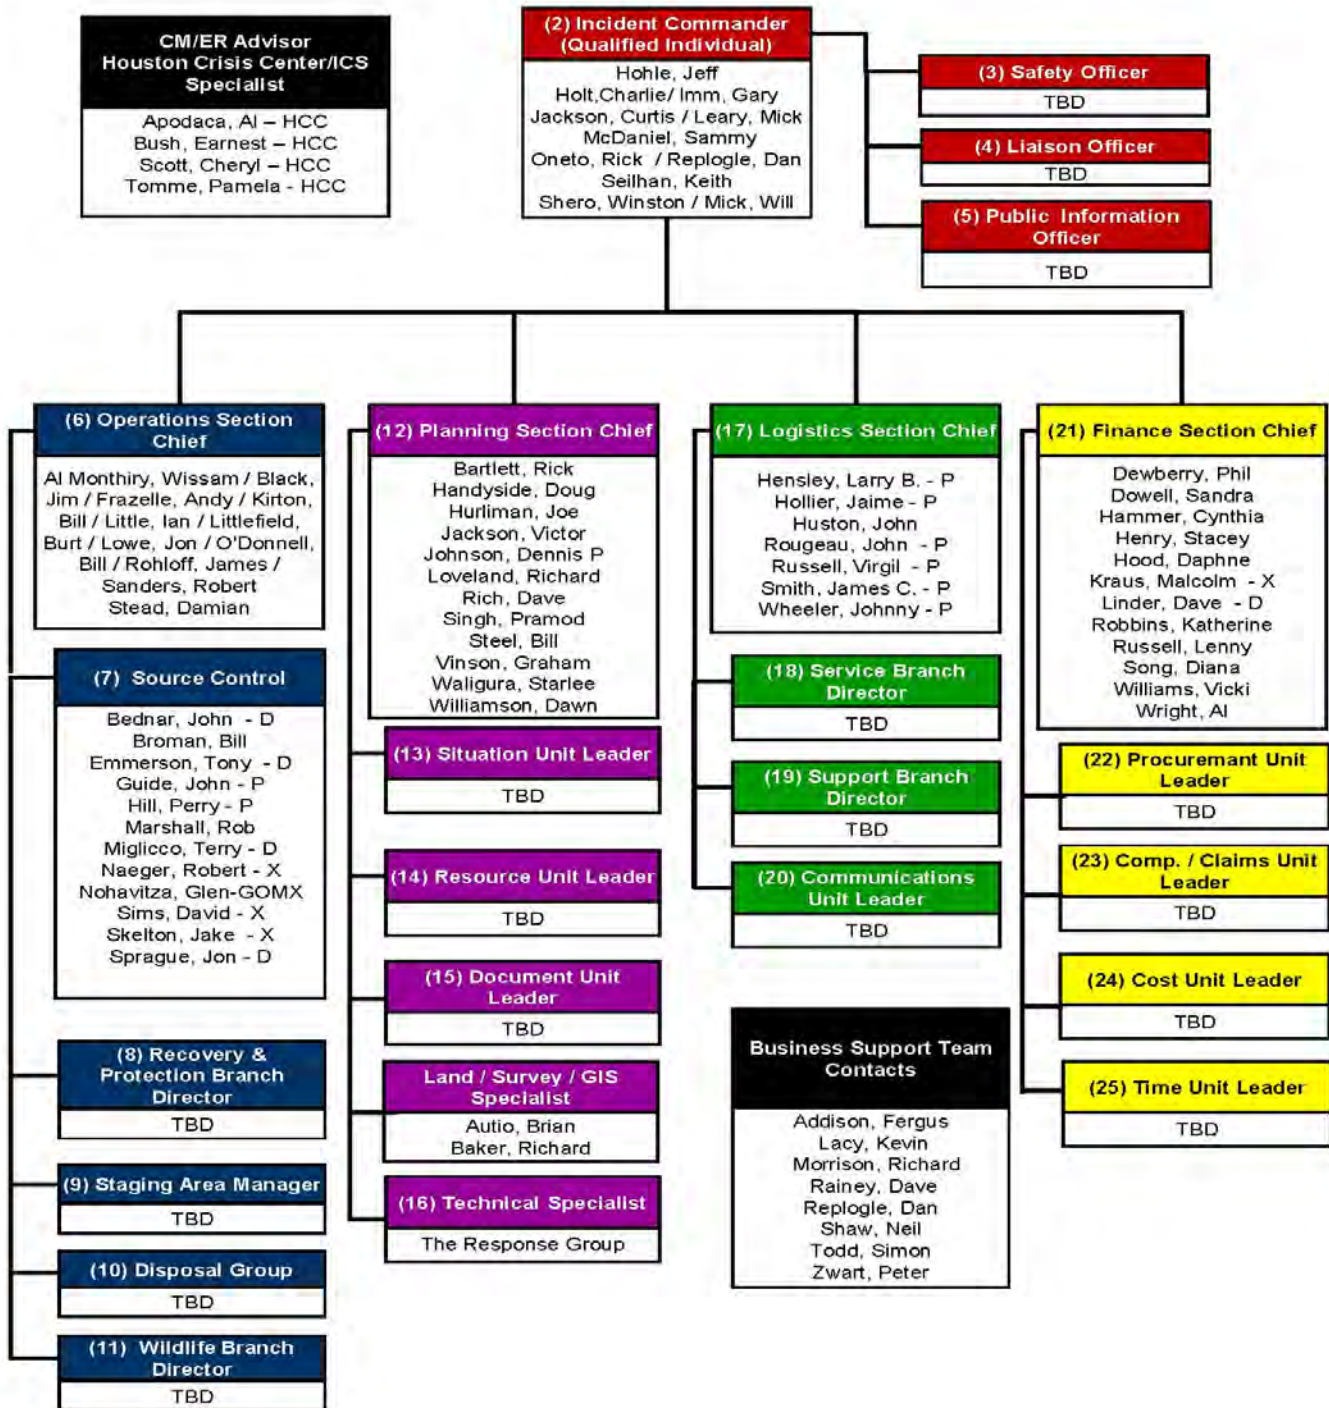 CM/ER Advisor
Houston Crisis Center/ICS
Specialist
Apodaca, Al – HCC
Bush, Earnest – HCC
Scott, Cheryl – HCC
Tomme, Pamela - HCC
(2) Incident Commander
(Qualified Individual)
Hohle, Jeff
Holt,Charlie/ Imm, Gary
Jackson, Curtis / Leary, Mick
McDaniel, Sammy
Oneto, Rick / Replogle, Dan
Seilhan, Keith
Shero, Winston / Mick, Will
(3) Safety Officer
TBD
(4) Liaison Officer
TBD
(5) Public Information
Officer
TBD
(6) Operations Section
Chief
Al Monthiry, Wissam / Black,
Jim / Frazelle, Andy / Kirton,
Bill / Little, Ian / Littlefield,
Burt / Lowe, Jon / O'Donnell,
Bill / Rohloff, James /
Sanders, Robert
Stead, Damian
(7) Source Control
Bednar, John - D
Broman, Bill
Emmerson, Tony - D
Guide, John - P
Hill, Perry - P
Marshall, Rob
Miglicco, Terry - D
Naeger, Robert - X
Nohavitza, Glen-GOMX
Sims, David - X
Skelton, Jake - X
Sprague, Jon - D
(8) Recovery &
Protection Branch
Director
TBD
(9) Staging Area Manager
TBD
(10) Disposal Group
TBD
(11) Wildlife Branch
Director
TBD
(12) Planning Section Chief
Bartlett, Rick
Handyside, Doug
Hurliman, Joe
Jackson, Victor
Johnson, Dennis P
Loveland, Richard
Rich, Dave
Singh, Pramod
Steel, Bill
Vinson, Graham
Waligura, Starlee
Williamson, Dawn
(13) Situation Unit Leader
TBD
(14) Resource Unit Leader
TBD
(15) Document Unit
Leader
TBD
Land / Survey / GIS
Specialist
Autio, Brian
Baker, Richard
(16) Technical Specialist
The Response Group
(17) Logistics Section Chief
Hensley, Larry B. - P
Hollier, Jaime - P
Huston, John
Rougeau, John - P
Russell, Virgil - P
Smith, James C. - P
Wheeler, Johnny - P
(18) Service Branch
Director
TBD
(19) Support Branch
Director
TBD
(20) Communications
Unit Leader
TBD
Business Support Team
Contacts
Addison, Fergus
Lacy, Kevin
Morrison, Richard
Rainey, Dave
Replogle, Dan
Shaw, Neil
Todd, Simon
Zwart, Peter
(21) Finance Section Chief
Dewberry, Phil
Dowell, Sandra
Hammer, Cynthia
Henry, Stacey
Hood, Daphne
Kraus, Malcolm - X
Linder, Dave - D
Robbins, Katherine
Russell, Lenny
Song, Diana
Williams, Vicki
Wright, Al
(22) Procuremant Unit
Leader
TBD
(23) Comp. / Claims Unit
Leader
TBD
(24) Cost Unit Leader
TBD
(25) Time Unit Leader
TBD